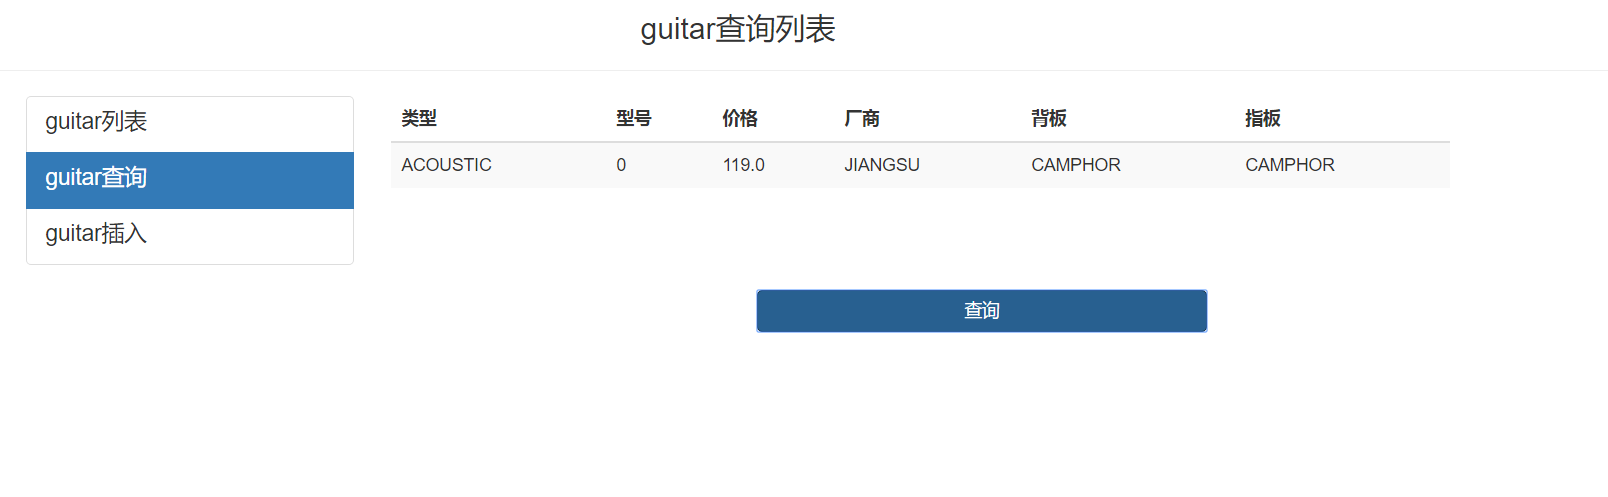 guitar查询列表
guitar列表
guitar查询
guitar插入
类型 型号 价格 厂商 背板 指板
ACOUSTIC 0 119.0 JIANGSU CAMPHOR CAMPHOR
查询